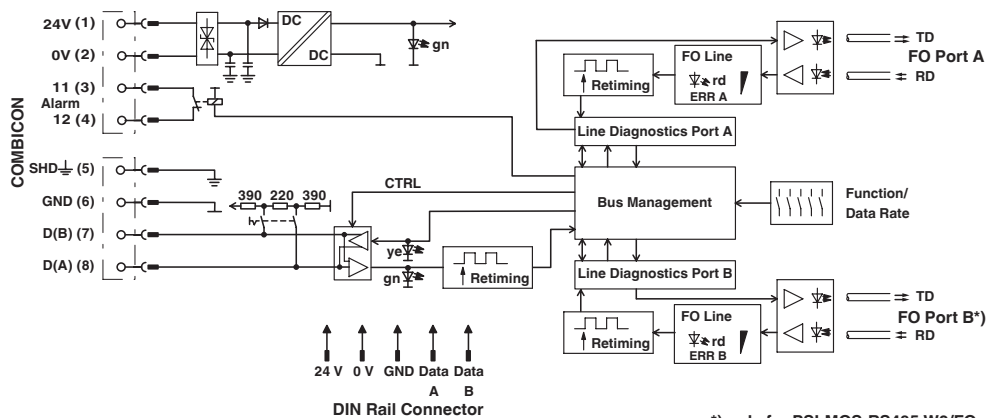 COMBICON
24V (1)
0V (2)
11 (3)
Alarm
12 (4)
SHD (5)
GND (6)
D(B) (7)
D(A) (8)
DC
DC
gn
390 220 390
CTRL
ye
gn
Retiming
Retiming
FO Line
rd
ERR A
TD
FO Port A
RD
Line Diagnostics Port A
Bus Management
Function/
Data Rate
Line Diagnostics Port B
Retiming
FO Line
rd
ERR B
TD
FO Port B*)
RD
24 V 0 V GND Data Data
A B
DIN Rail Connector